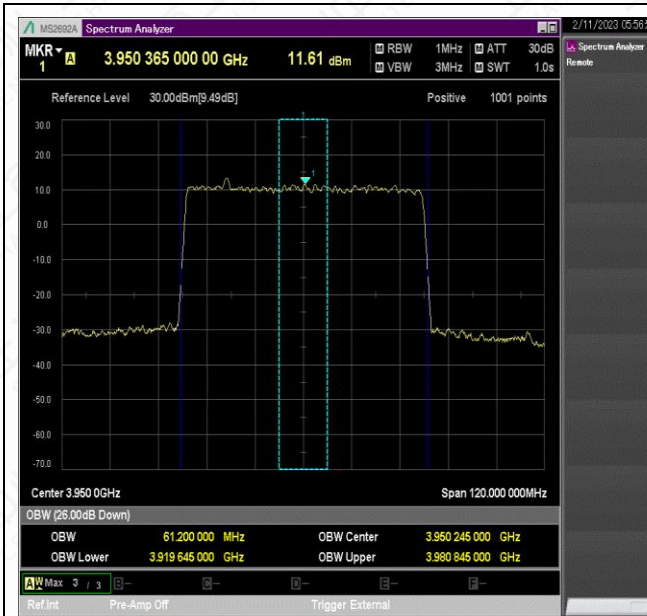 MS2692A Spectrum Analyzer
MKR A 3.950 365 000 00 GHz 11.61 dBm RBW 1MHz ATT 30dB
1 VBW 3MHz SWT 1.0s
Reference Level 30.00dBm[9.49dB] Positive 1001 points
1
30.0
20.0
1
10.0
0.0
-10.0
-20.0
-30.0
-40.0
-50.0
-60.0
-70.0
Center 3.950 0GHz Span 120.000 000MHz
OBW (26.00dB Down)
OBW 61.200 000 MHz OBW Center 3.950 245 000 GHz
OBW Lower 3.919 645 000 GHz OBW Upper 3.980 845 000 GHz
A W Max 3 / 3 B- C- D- E- F-
Ref.Int Pre-Amp Off Trigger External
2/11/2023 05:56:5
Spectrum Analyzer
Remote